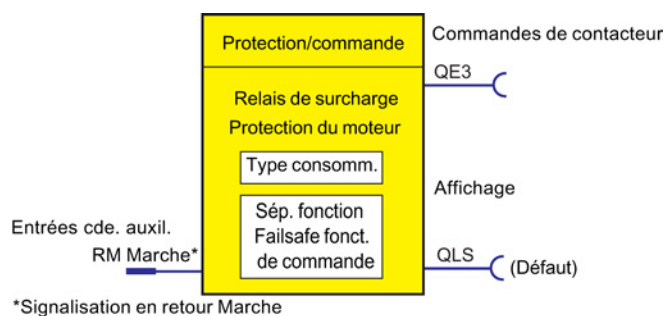 Protection/commande
Commandes de contacteur
QE3
Relais de surcharge
Protection du moteur
Type consomm.
Affichage
Sép. fonction
Failsafe fonct.
de commande
Entrées cde. auxil.
RM Marche*
QLS
(Défaut)
*Signalisation en retour Marche